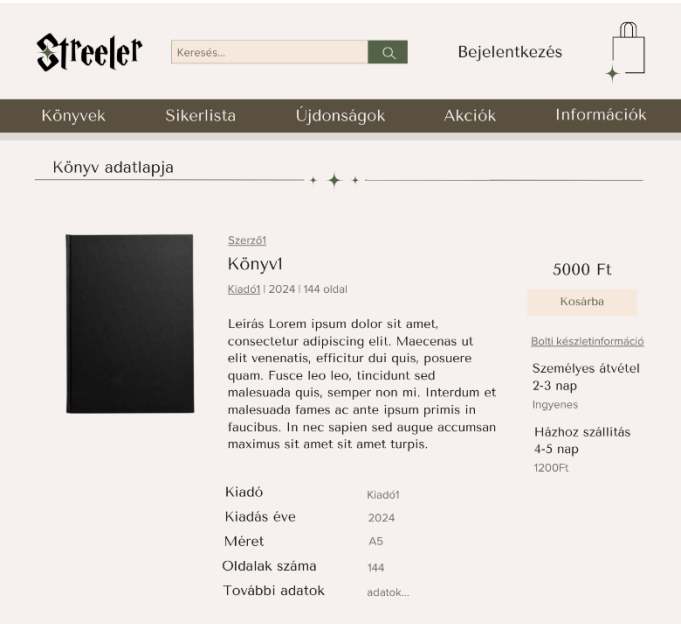 Streeler
Keresés...
Bejelentkezés
Könyvek Sikerlista Újdonságok Akciók Információk
Könyv adatlapja
Szerző1
Könyv1
Kiadó1 | 2024 | 144 oldal
Leírás Lorem ipsum dolor sit amet,
consectetur adipiscing elit. Maecenas ut
elit venenatis, efficitur dui quis, posuere
quam. Fusce leo leo, tincidunt sed
malesuada quis, semper non mi. Interdum et
malesuada fames ac ante ipsum primis in
faucibus. In nec sapien sed augue accumsan
maximus sit amet sit amet turpis.
5000 Ft
Kosárba
Bolti készletinformáció
Személyes átvétel
2-3 nap
Ingyenes
Házhoz szállítás
4-5 nap
1200Ft
Kiadó Kiadó1
Kiadás éve 2024
Méret A5
Oldalak száma 144
További adatok adatok...